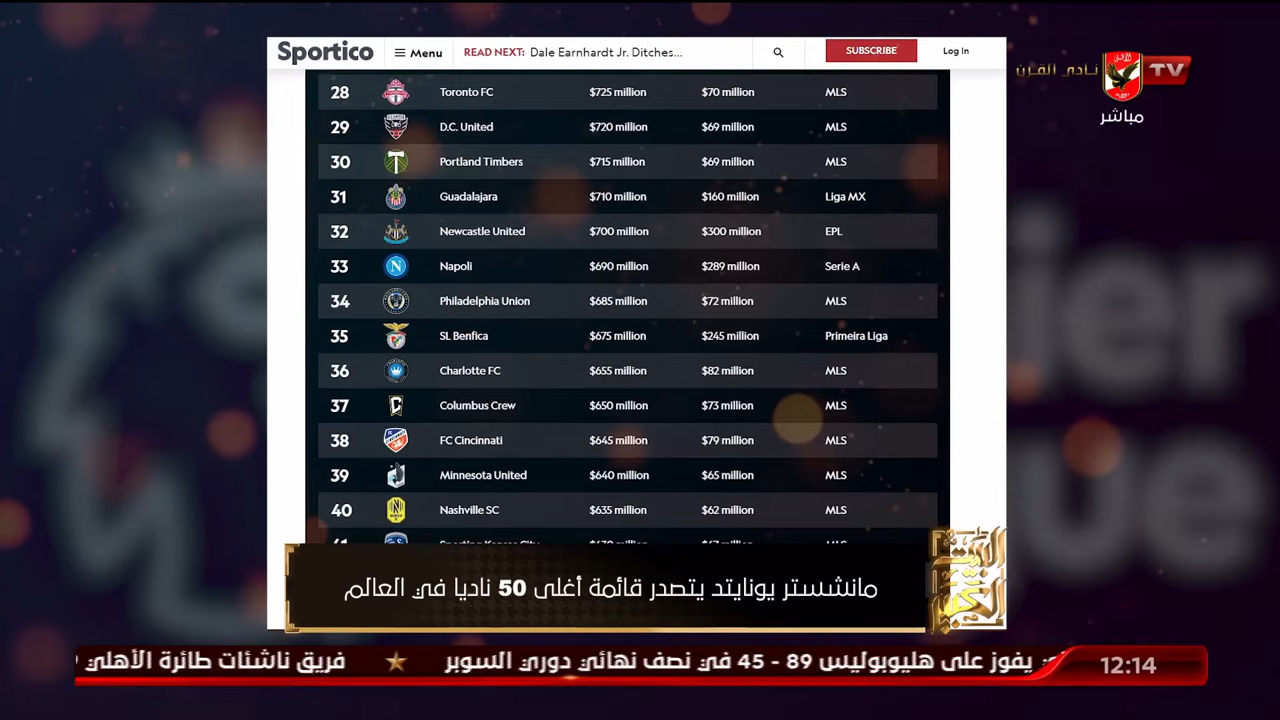 Sportico
Menu
READ NEXT: Dale Earnhardt Jr. Ditches...
SUBSCRIBE
Log In
نادي القرن
TV
مباشر
28 Toronto FC $725 million $70 million MLS
29 D.C. United $720 million $69 million MLS
30 Portland Timbers $715 million $69 million MLS
31 Guadalajara $710 million $160 million Liga MX
32 Newcastle United $700 million $300 million EPL
33 Napoli $690 million $289 million Serie A
34 Philadelphia Union $685 million $72 million MLS
35 SL Benfica $675 million $245 million Primeira Liga
36 Charlotte FC $655 million $82 million MLS
37 Columbus Crew $650 million $73 million MLS
38 FC Cincinnati $645 million $79 million MLS
39 Minnesota United $640 million $65 million MLS
40 Nashville SC $635 million $62 million MLS
مانشستر يونايتد يتصدر قائمة أغلى 50 ناديا في العالم
يفوز على هليوبوليس 89 - 45 في نصف نهائي دوري السوبر ★ فريق ناشئات طائرة الأهلي
12:14